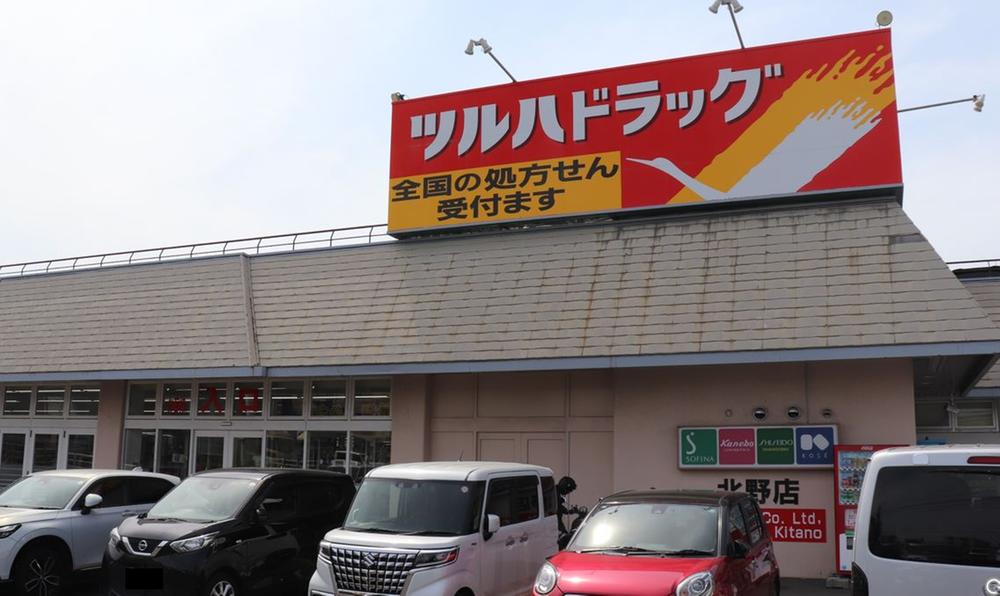 ツルハドラッグ
全国の処方せん
受付ます
入口
S
SOFINA
Kanebo
SHISEIDO
KOSÉ
北野店
Co. Ltd,
Kitano